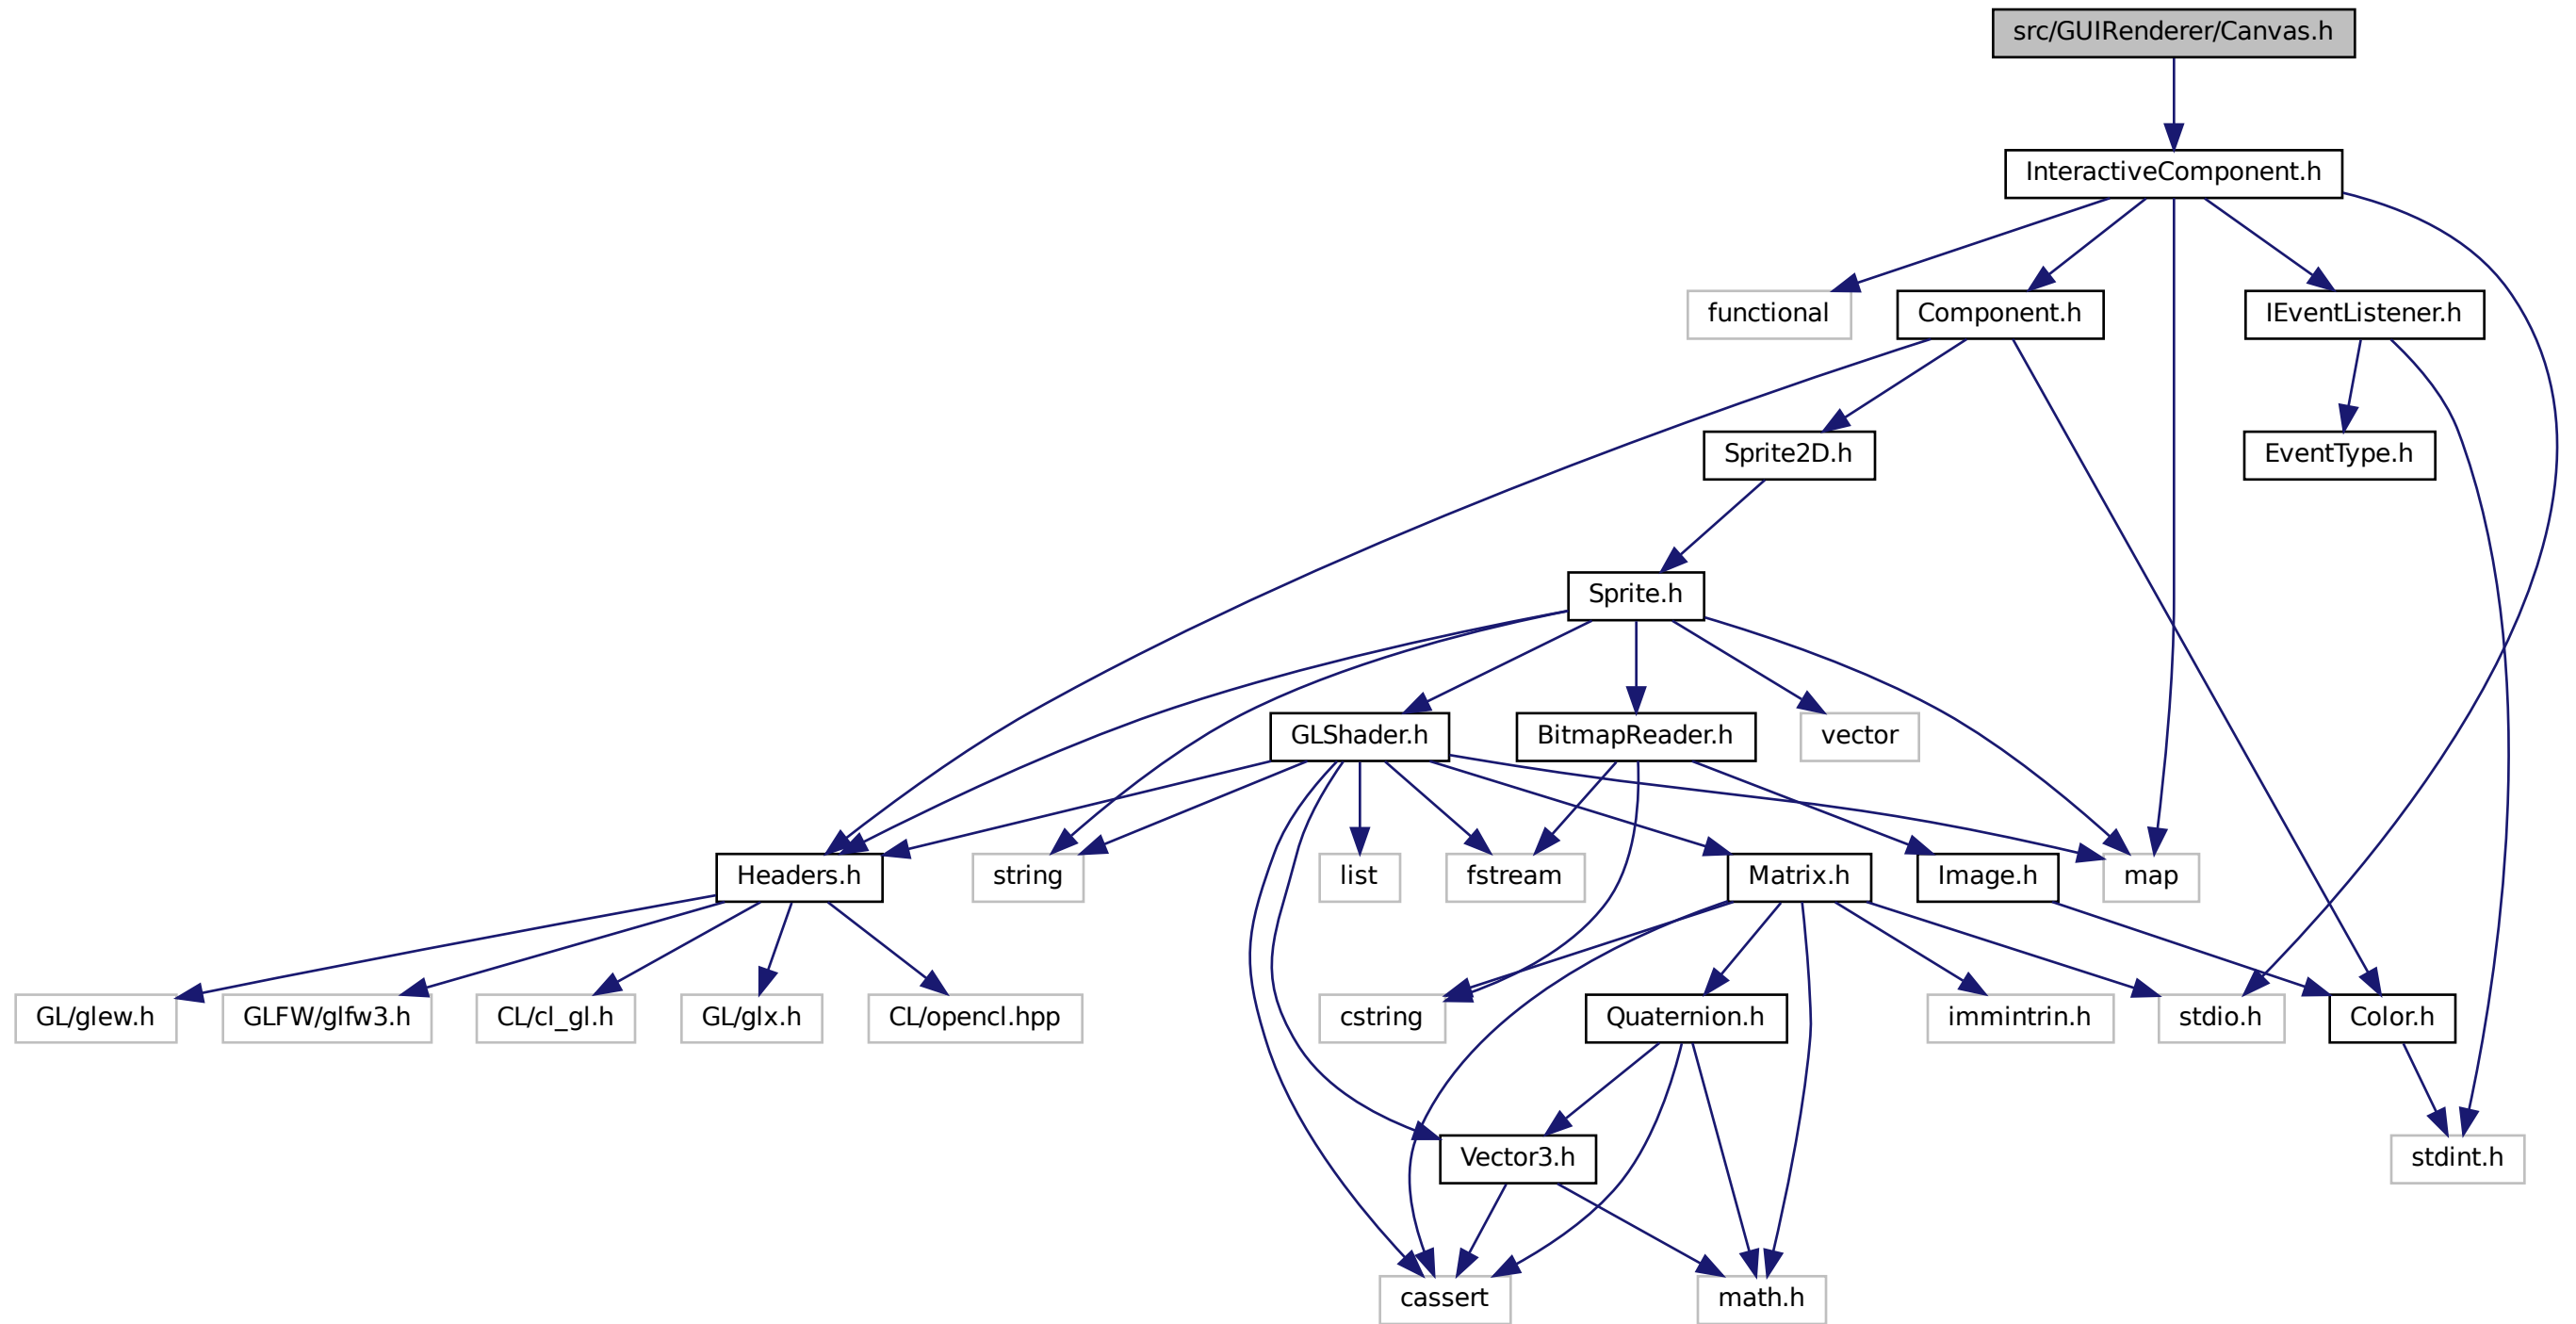 src/GUIRenderer/Canvas.h
InteractiveComponent.h
functional
Component.h
IEventListener.h
Sprite2D.h
EventType.h
Sprite.h
GLShader.h
BitmapReader.h
vector
Headers.h
string
list
fstream
Matrix.h
Image.h
map
GL/glew.h
GLFW/glfw3.h
CL/cl_gl.h
GL/glx.h
CL/opencl.hpp
cstring
Quaternion.h
immintrin.h
stdio.h
Color.h
Vector3.h
stdint.h
cassert
math.h